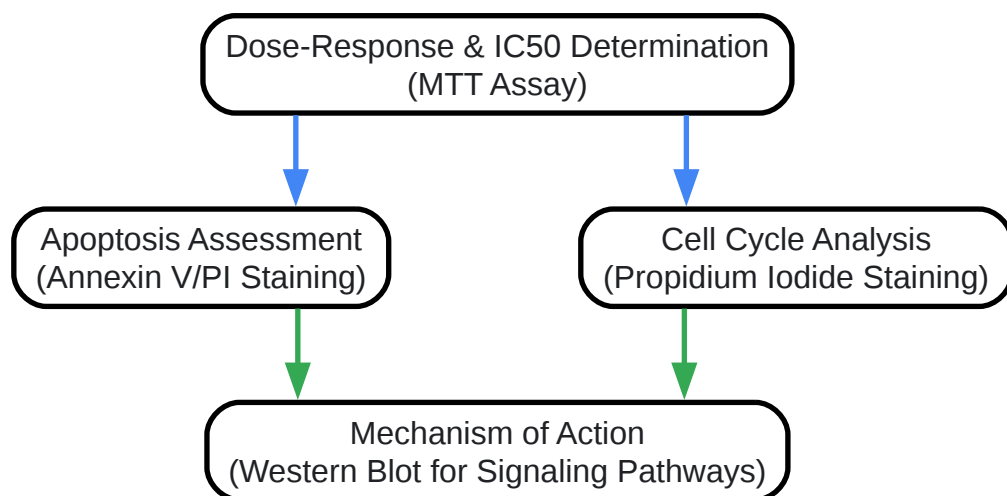 Dose-Response & IC50 Determination
(MTT Assay)
Apoptosis Assessment
(Annexin V/PI Staining)
Cell Cycle Analysis
(Propidium Iodide Staining)
Mechanism of Action
(Western Blot for Signaling Pathways)